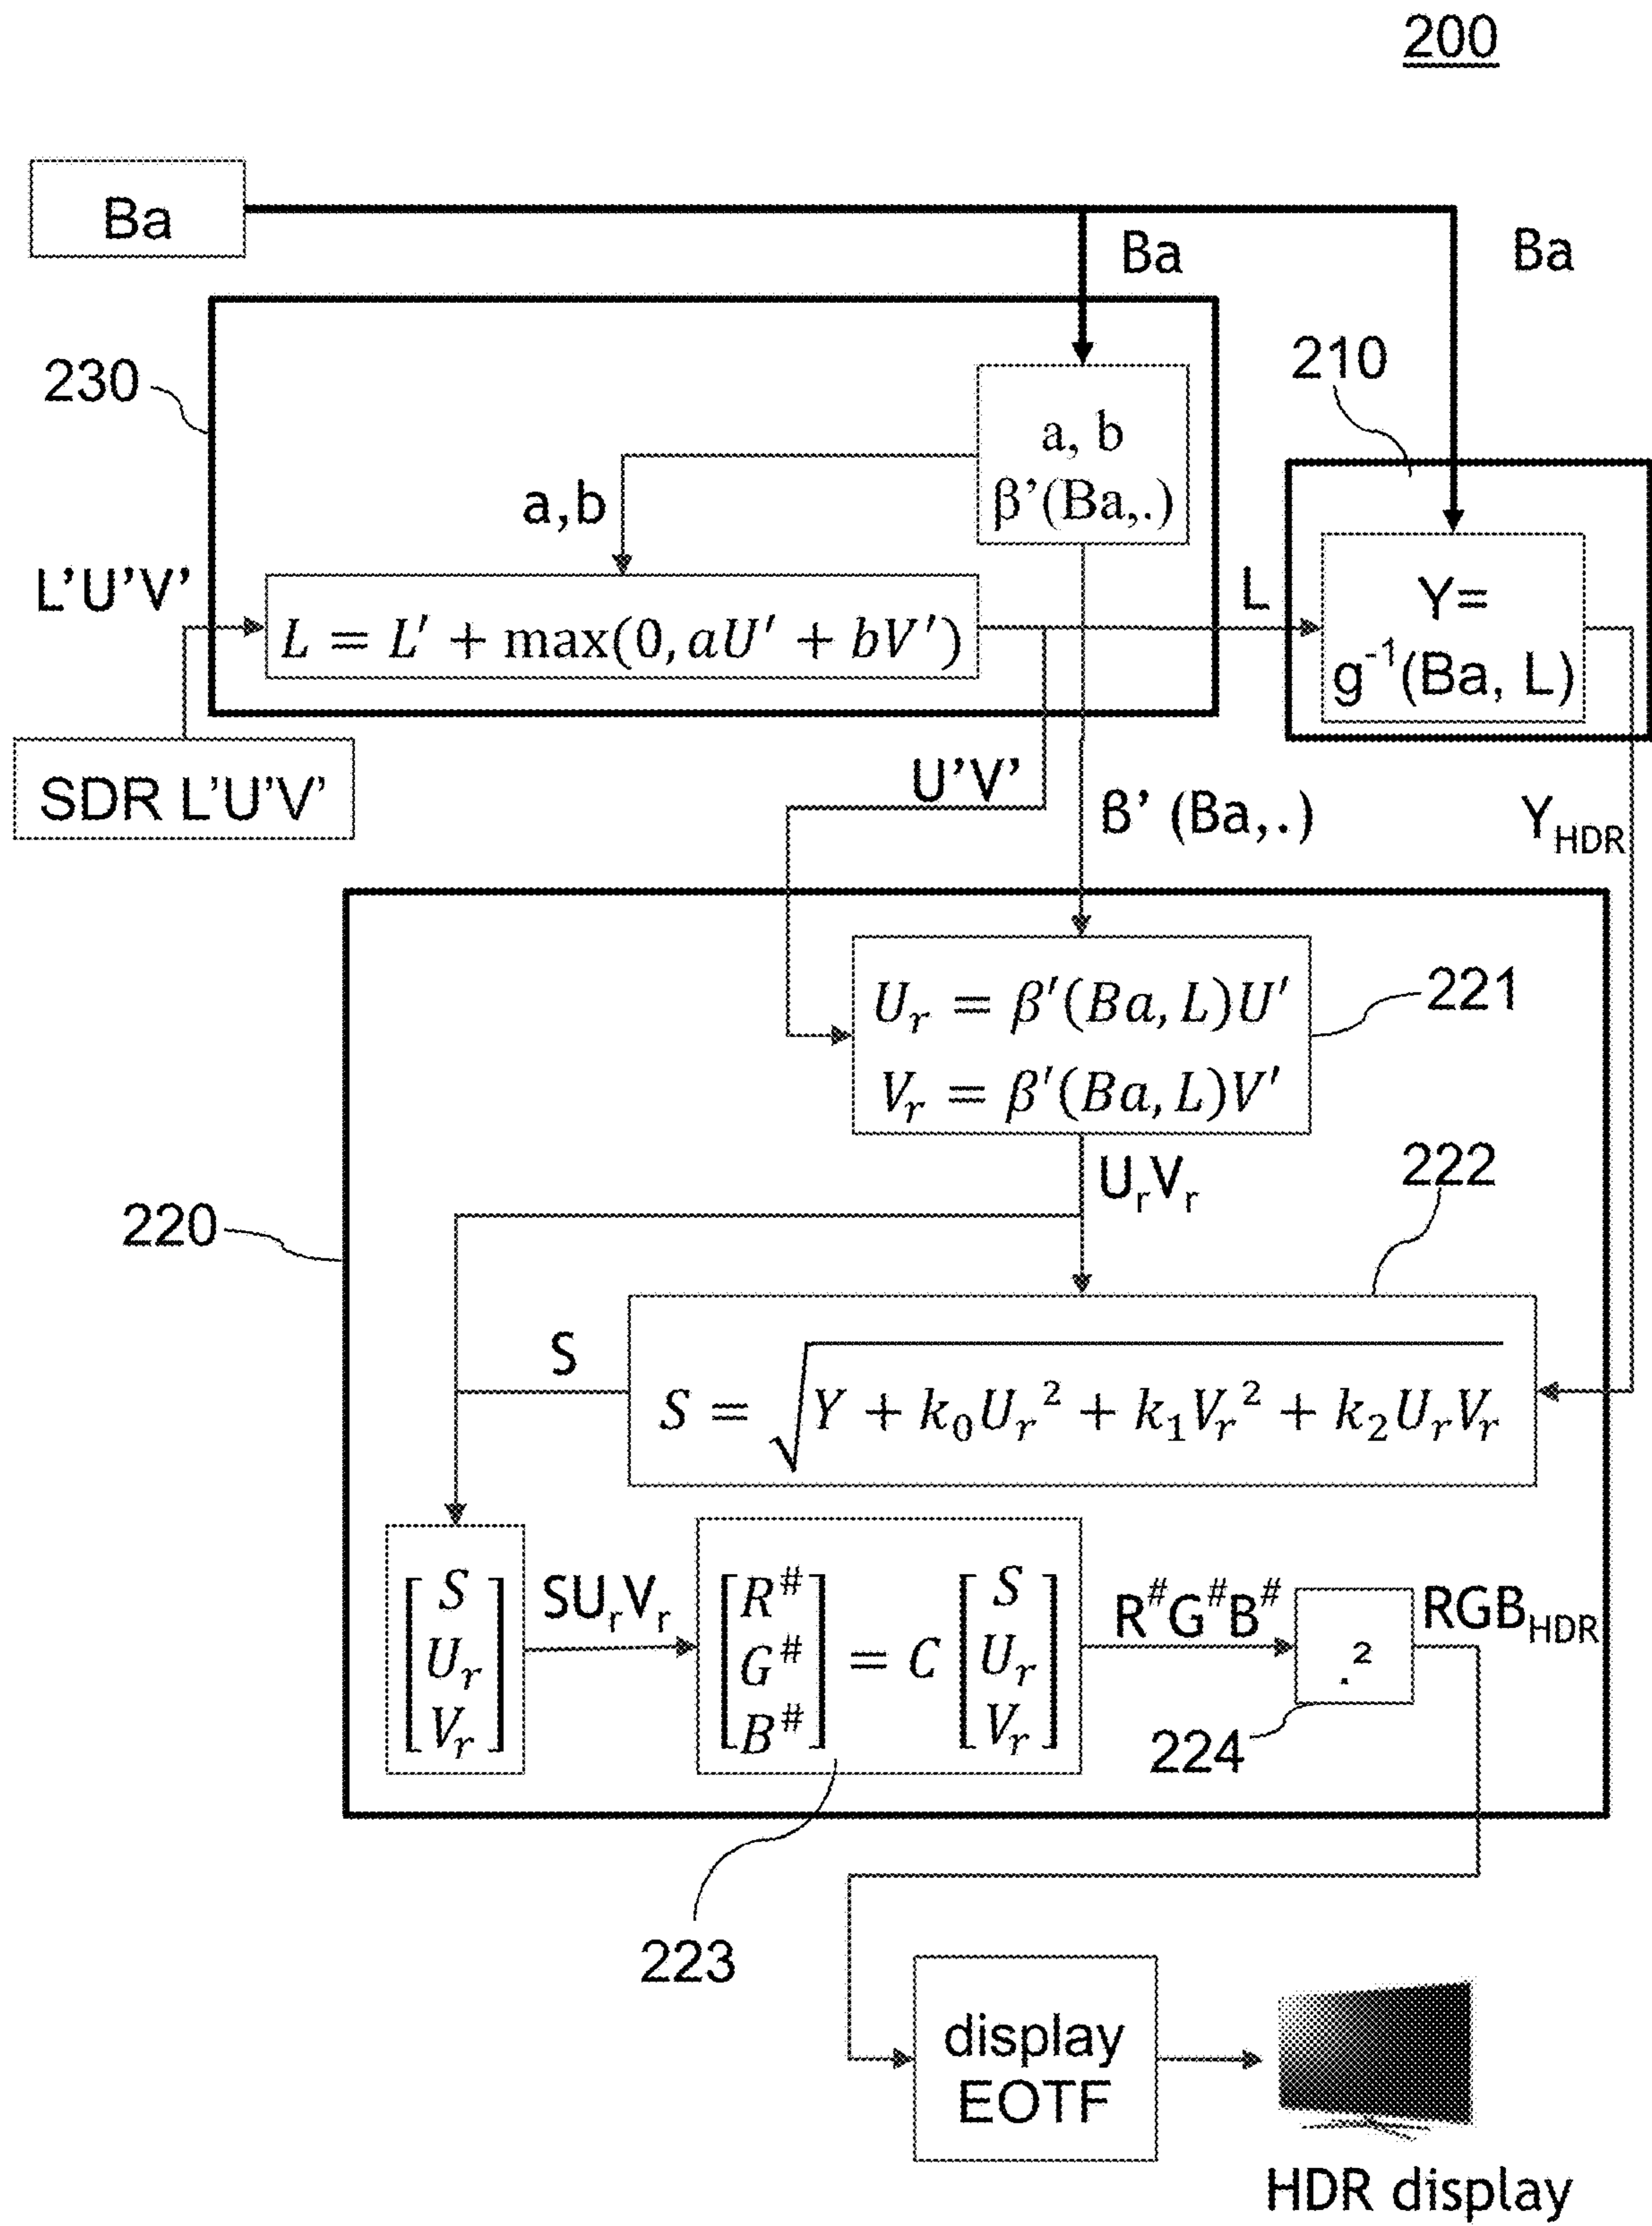 200
Ba
Ba
Ba
230
210
a, b
β’(Ba,.)
a,b
L’U’V’
L = L′ + max(0, aU′ + bV′)
L
Y=
g⁻¹(Ba, L)
SDR L’U’V’
U’V’
β’ (Ba,.)
Y_HDR
U_r = β′(Ba, L)U′
V_r = β′(Ba, L)V′
221
U_rV_r
222
220
S
S = √(Y + k₀U_r² + k₁V_r² + k₂U_rV_r)
[S U_r V_r]
SU_rV_r
[R# G# B#] = C [S U_r V_r]
R#G#B#
.²
RGB_HDR
224
223
display
EOTF
HDR display